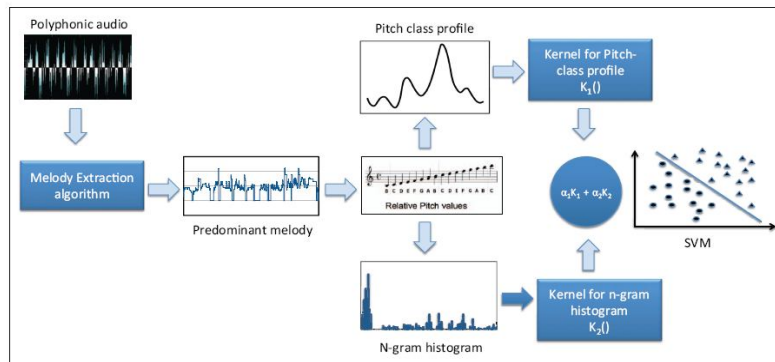 Polyphonic audio
Melody Extraction
algorithm
Predominant melody
Pitch class profile
Relative Pitch values
N-gram histogram
Kernel for Pitch-
class profile
K₁()
α₁K₁ + α₂K₂
Kernel for n-gram
histogram
K₂()
SVM